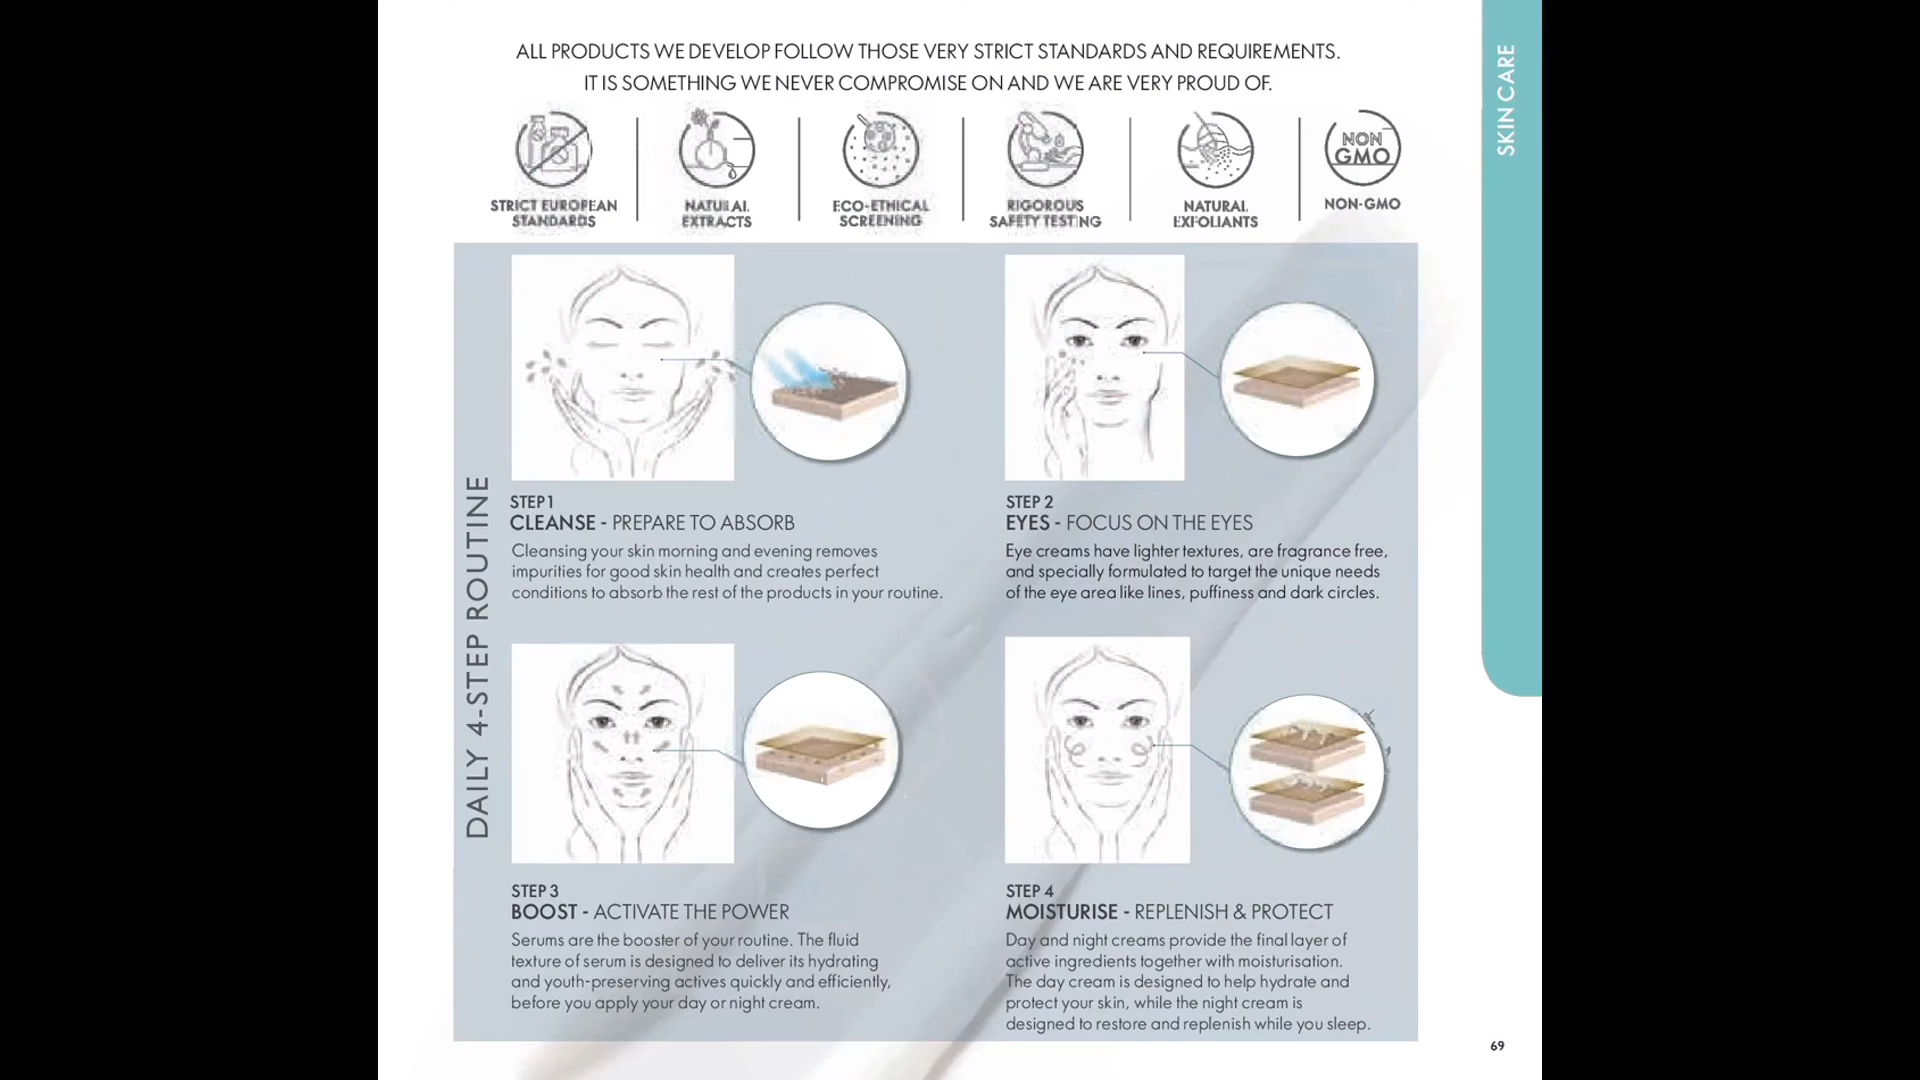 ALL PRODUCTS WE DEVELOP FOLLOW THOSE VERY STRICT STANDARDS AND REQUIREMENTS.
IT IS SOMETHING WE NEVER COMPROMISE ON AND WE ARE VERY PROUD OF.
STRICT EUROPEAN
STANDARDS
NATURAL
EXTRACTS
ECO-ETHICAL
SCREENING
RIGOROUS
SAFETY TESTING
NATURAL
EXFOLIANTS
NON
GMO
NON-GMO
SKIN CARE
DAILY 4-STEP ROUTINE
STEP 1
CLEANSE - PREPARE TO ABSORB
Cleansing your skin morning and evening removes
impurities for good skin health and creates perfect
conditions to absorb the rest of the products in your routine.
STEP 2
EYES - FOCUS ON THE EYES
Eye creams have lighter textures, are fragrance free,
and specially formulated to target the unique needs
of the eye area like lines, puffiness and dark circles.
STEP 3
BOOST - ACTIVATE THE POWER
Serums are the booster of your routine. The fluid
texture of serum is designed to deliver its hydrating
and youth-preserving actives quickly and efficiently,
before you apply your day or night cream.
STEP 4
MOISTURISE - REPLENISH & PROTECT
Day and night creams provide the final layer of
active ingredients together with moisturisation.
The day cream is designed to help hydrate and
protect your skin, while the night cream is
designed to restore and replenish while you sleep.
69